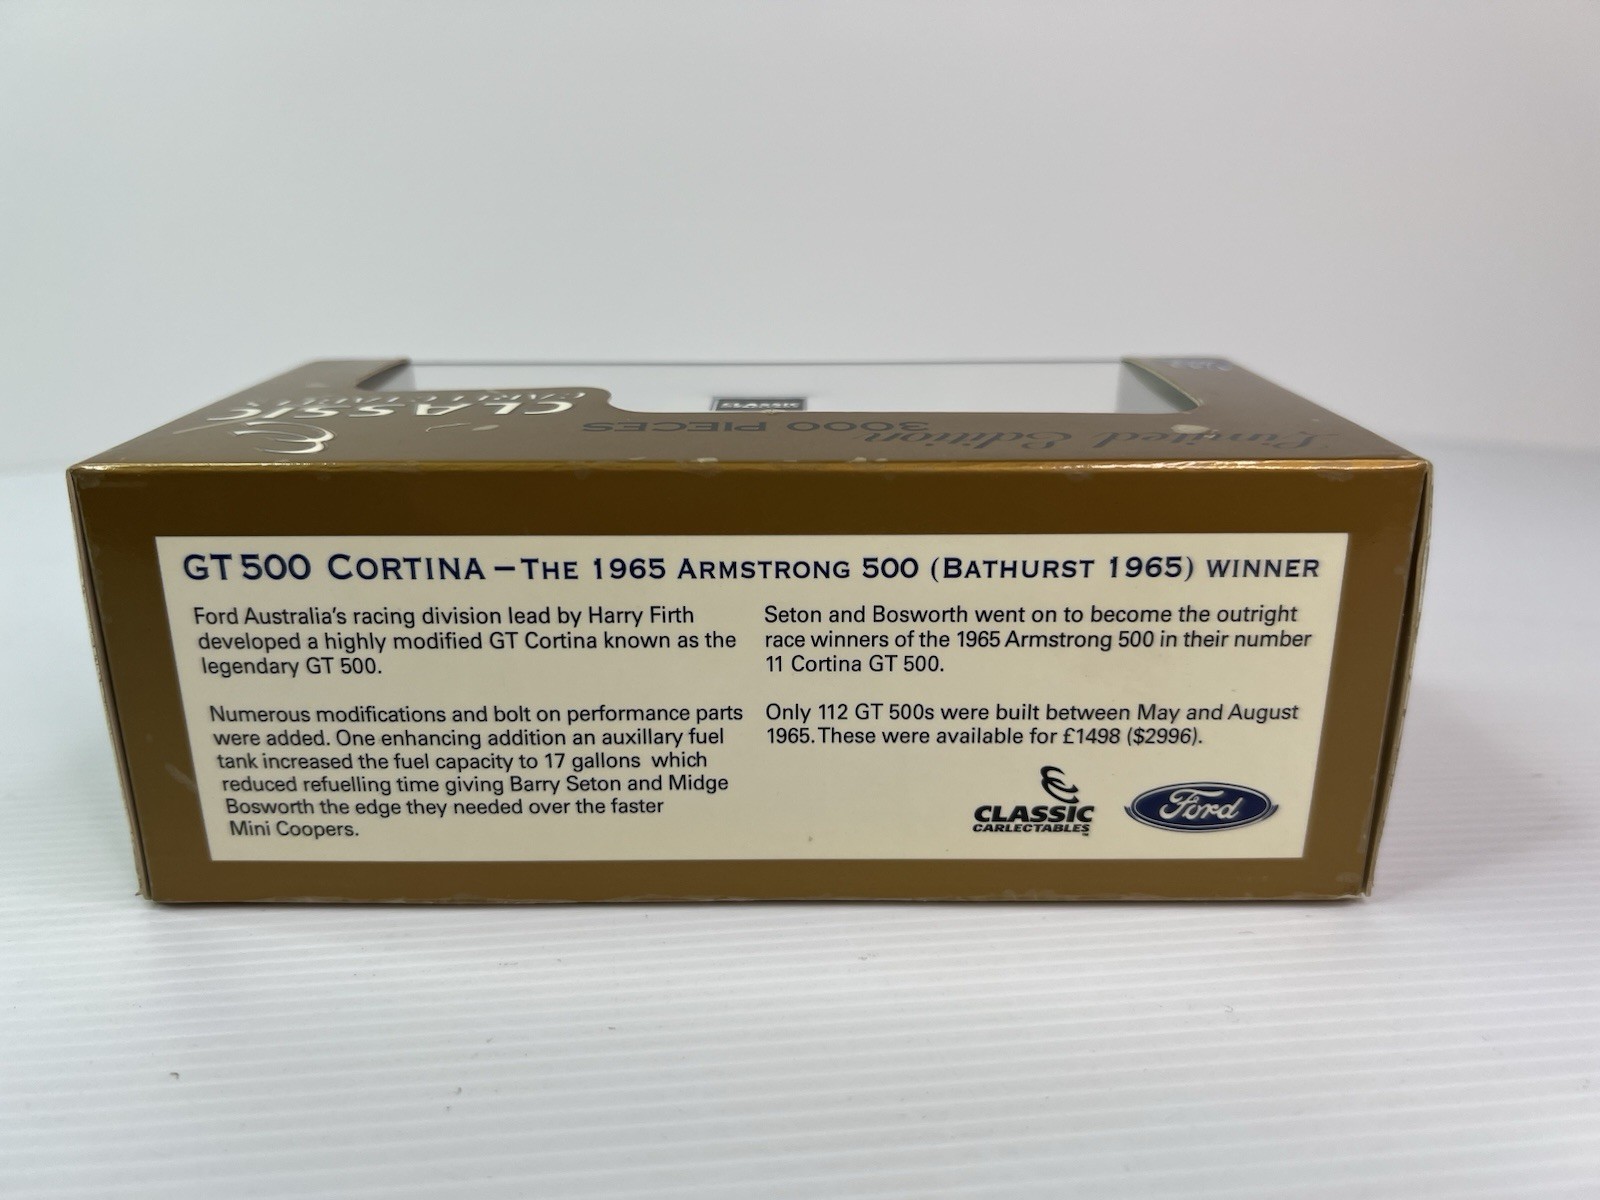 CLASSIC
CARLECTABLES
CLASSIC
Limited Edition
3000 PIECES
GT 500 CORTINA – THE 1965 ARMSTRONG 500 (BATHURST 1965) WINNER
Ford Australia's racing division lead by Harry Firth
developed a highly modified GT Cortina known as the
legendary GT 500.
Numerous modifications and bolt on performance parts
were added. One enhancing addition an auxillary fuel
tank increased the fuel capacity to 17 gallons which
reduced refuelling time giving Barry Seton and Midge
Bosworth the edge they needed over the faster
Mini Coopers.
Seton and Bosworth went on to become the outright
race winners of the 1965 Armstrong 500 in their number
11 Cortina GT 500.
Only 112 GT 500s were built between May and August
1965. These were available for £1498 ($2996).
CLASSIC
CARLECTABLES
Ford